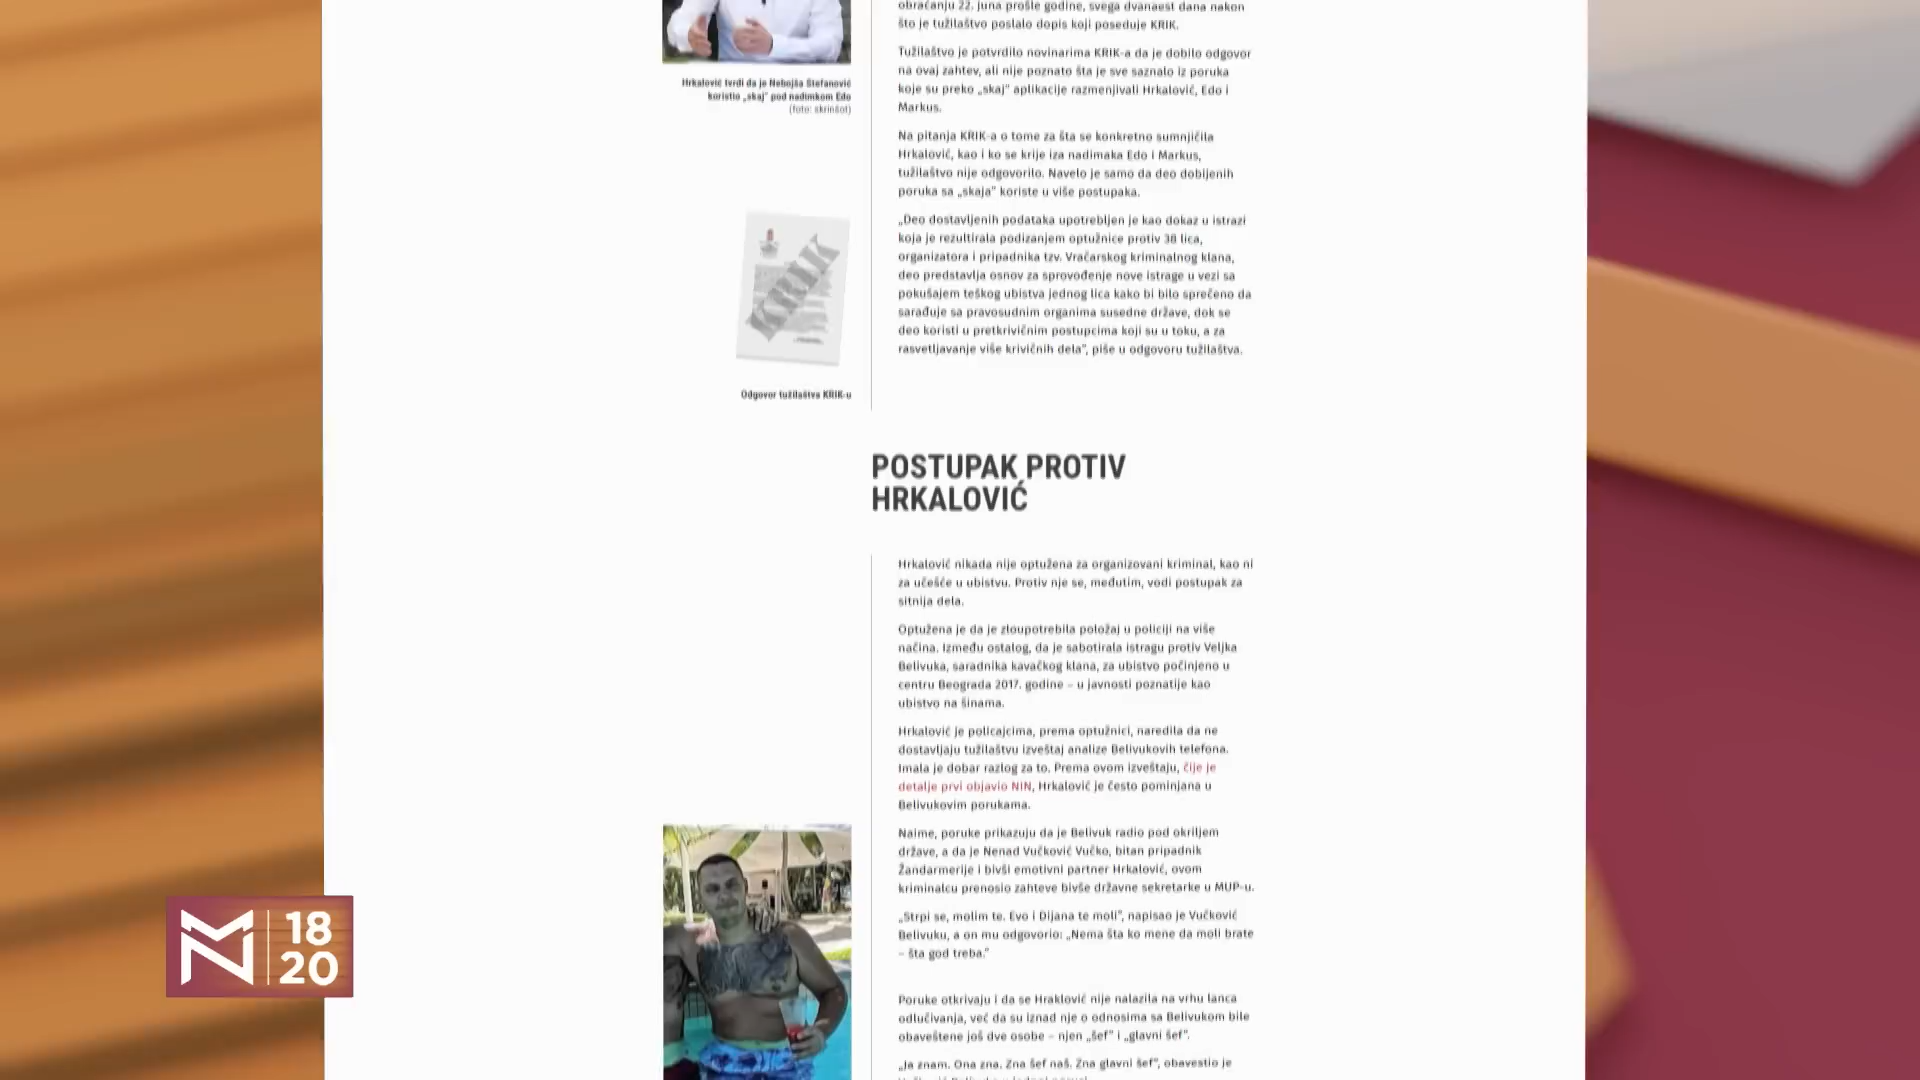 obraćanju 22. juna prošle godine, svega dvanaest dana nakon
što je tužilaštvo poslalo dopis koji poseduje KRIK.
Tužilaštvo je potvrdilo novinarima KRIK-a da je dobilo odgovor
na ovaj zahtev, ali nije poznato šta je sve saznalo iz poruka
koje su preko „skaj” aplikacije razmenjivali Hrkalović, Edo i
Markus.
Hrkalović tvrdi da je Nebojša Stefanović
koristio „skaj” pod nadimkom Edo
(foto: skrinšot)
Na pitanja KRIK-a o tome za šta se konkretno sumnjičila
Hrkalović, kao i ko se krije iza nadimaka Edo i Markus,
tužilaštvo nije odgovorilo. Navelo je samo da deo dobijenih
poruka sa „skaja” koriste u više postupaka.
„Deo dostavljenih podataka upotrebljen je kao dokaz u istrazi
koja je rezultirala podizanjem optužnice protiv 38 lica,
organizatora i pripadnika tzv. Vračarskog kriminalnog klana,
deo predstavlja osnov za sprovođenje nove istrage u vezi sa
pokušajem teškog ubistva jednog lica kako bi bilo sprečeno da
sarađuje sa pravosudnim organima susedne države, dok se
deo koristi u pretkrivičnim postupcima koji su u toku, a za
rasvetljavanje više krivičnih dela”, piše u odgovoru tužilaštva.
KRIK
Odgovor tužilaštva KRIK-u
POSTUPAK PROTIV
HRKALOVIĆ
Hrkalović nikada nije optužena za organizovani kriminal, kao ni
za učešće u ubistvu. Protiv nje se, međutim, vodi postupak za
sitnija dela.
Optužena je da je zloupotrebila položaj u policiji na više
načina. Između ostalog, da je sabotirala istragu protiv Veljka
Belivuka, saradnika kavačkog klana, za ubistvo počinjeno u
centru Beograda 2017. godine – u javnosti poznatije kao
ubistvo na šinama.
Hrkalović je policajcima, prema optužnici, naredila da ne
dostavljaju tužilaštvu izveštaj analize Belivukovih telefona.
Imala je dobar razlog za to. Prema ovom izveštaju, čije je
detalje prvi objavio NIN, Hrkalović je često pominjana u
Belivukovim porukama.
Naime, poruke prikazuju da je Belivuk radio pod okriljem
države, a da je Nenad Vučković Vučko, bitan pripadnik
Žandarmerije i bivši emotivni partner Hrkalović, ovom
kriminalcu prenosio zahteve bivše državne sekretarke u MUP-u.
„Strpi se, molim te. Evo i Dijana te moli”, napisao je Vučković
Belivuku, a on mu odgovorio: „Nema šta ko mene da moli brate
– šta god treba.”
Poruke otkrivaju i da se Hraklović nije nalazila na vrhu lanca
odlučivanja, već da su iznad nje o odnosima sa Belivukom bile
obaveštene još dve osobe – njen „šef” i „glavni šef”.
„Ja znam. Ona zna. Zna šef naš. Zna glavni šef”, obavestio je
N
18
20